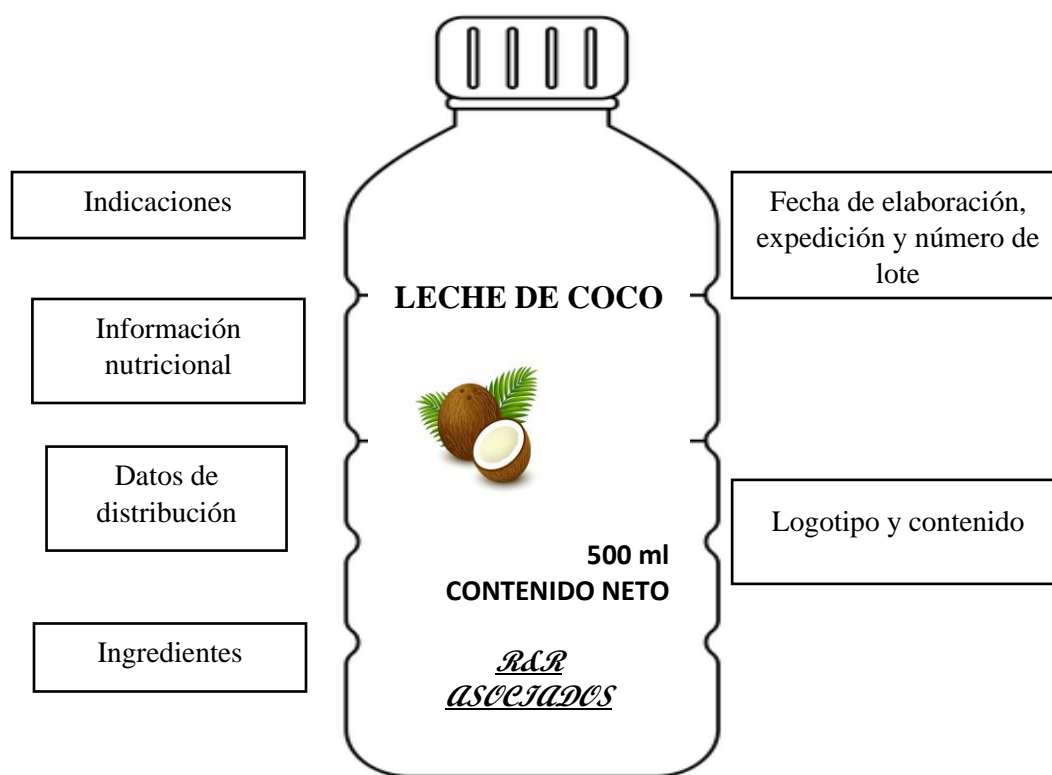 Indicaciones
Información
nutricional
Datos de
distribución
Ingredientes
LECHE DE COCO
500 ml
CONTENIDO NETO
R&R
ASOCIADOS
Fecha de elaboración,
expedición y número de
lote
Logotipo y contenido